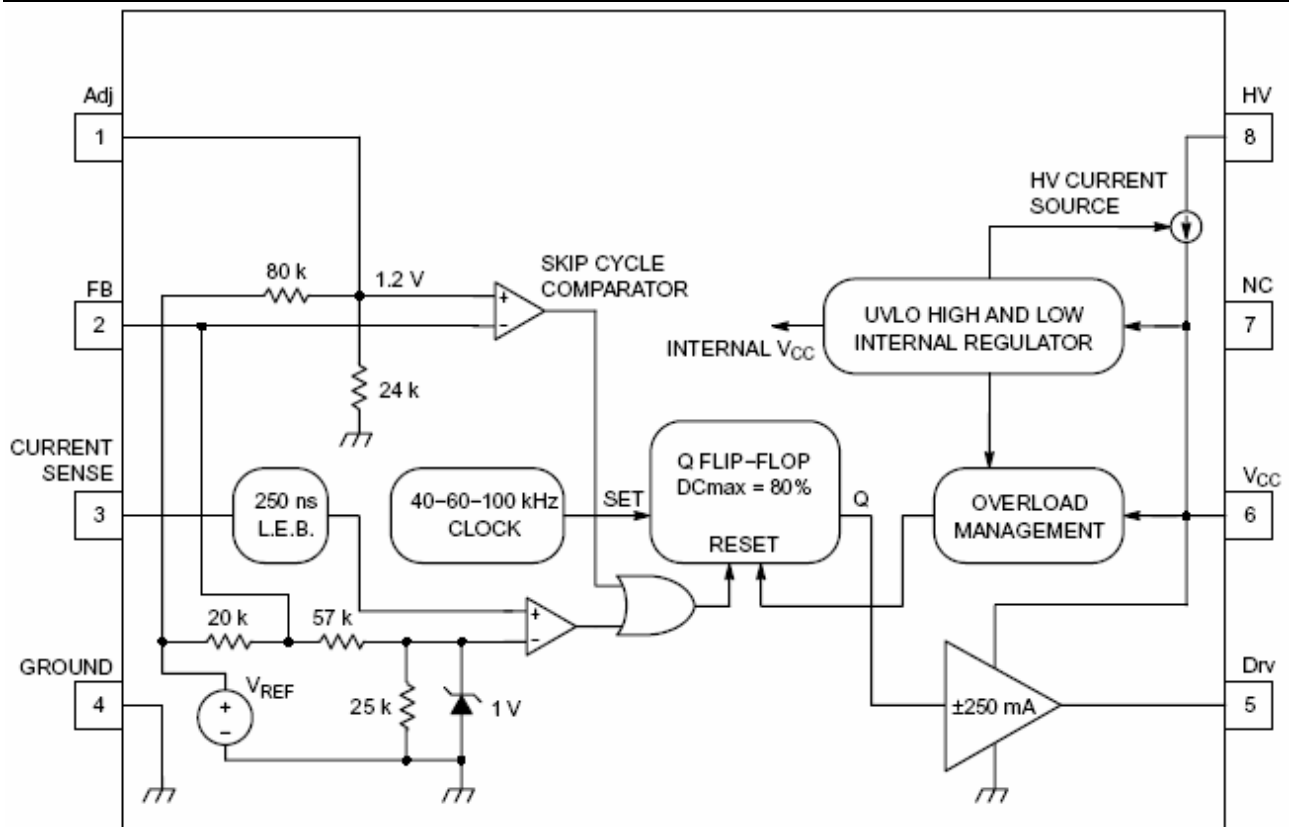 Adj
1
HV
8
HV CURRENT
SOURCE
80 k
1.2 V
SKIP CYCLE
COMPARATOR
+
−
FB
2
NC
7
UVLO HIGH AND LOW
INTERNAL REGULATOR
INTERNAL VCC
24 k
CURRENT
SENSE
3
250 ns
L.E.B.
40−60−100 kHz
CLOCK
SET
Q FLIP−FLOP
DCmax = 80%
RESET
Q
OVERLOAD
MANAGEMENT
VCC
6
20 k
57 k
+
−
GROUND
4
VREF
+
−
25 k
1 V
±250 mA
Drv
5